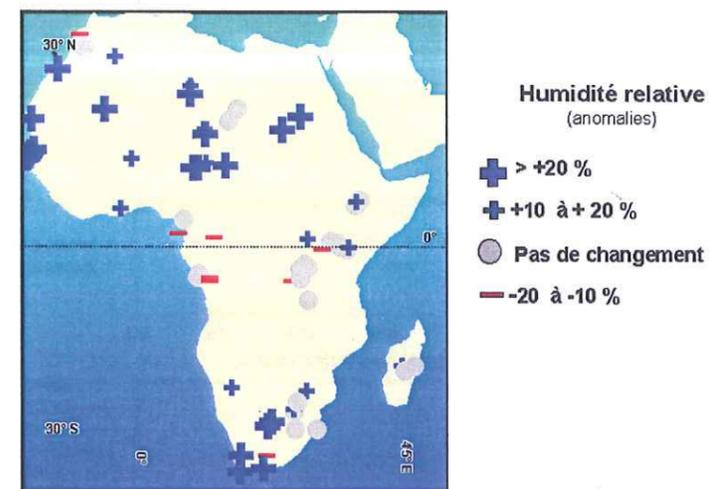 30° N
0°
30° S
0°
45° E
Humidité relative
(anomalies)
> +20 %
+10 à + 20 %
Pas de changement
-20 à -10 %